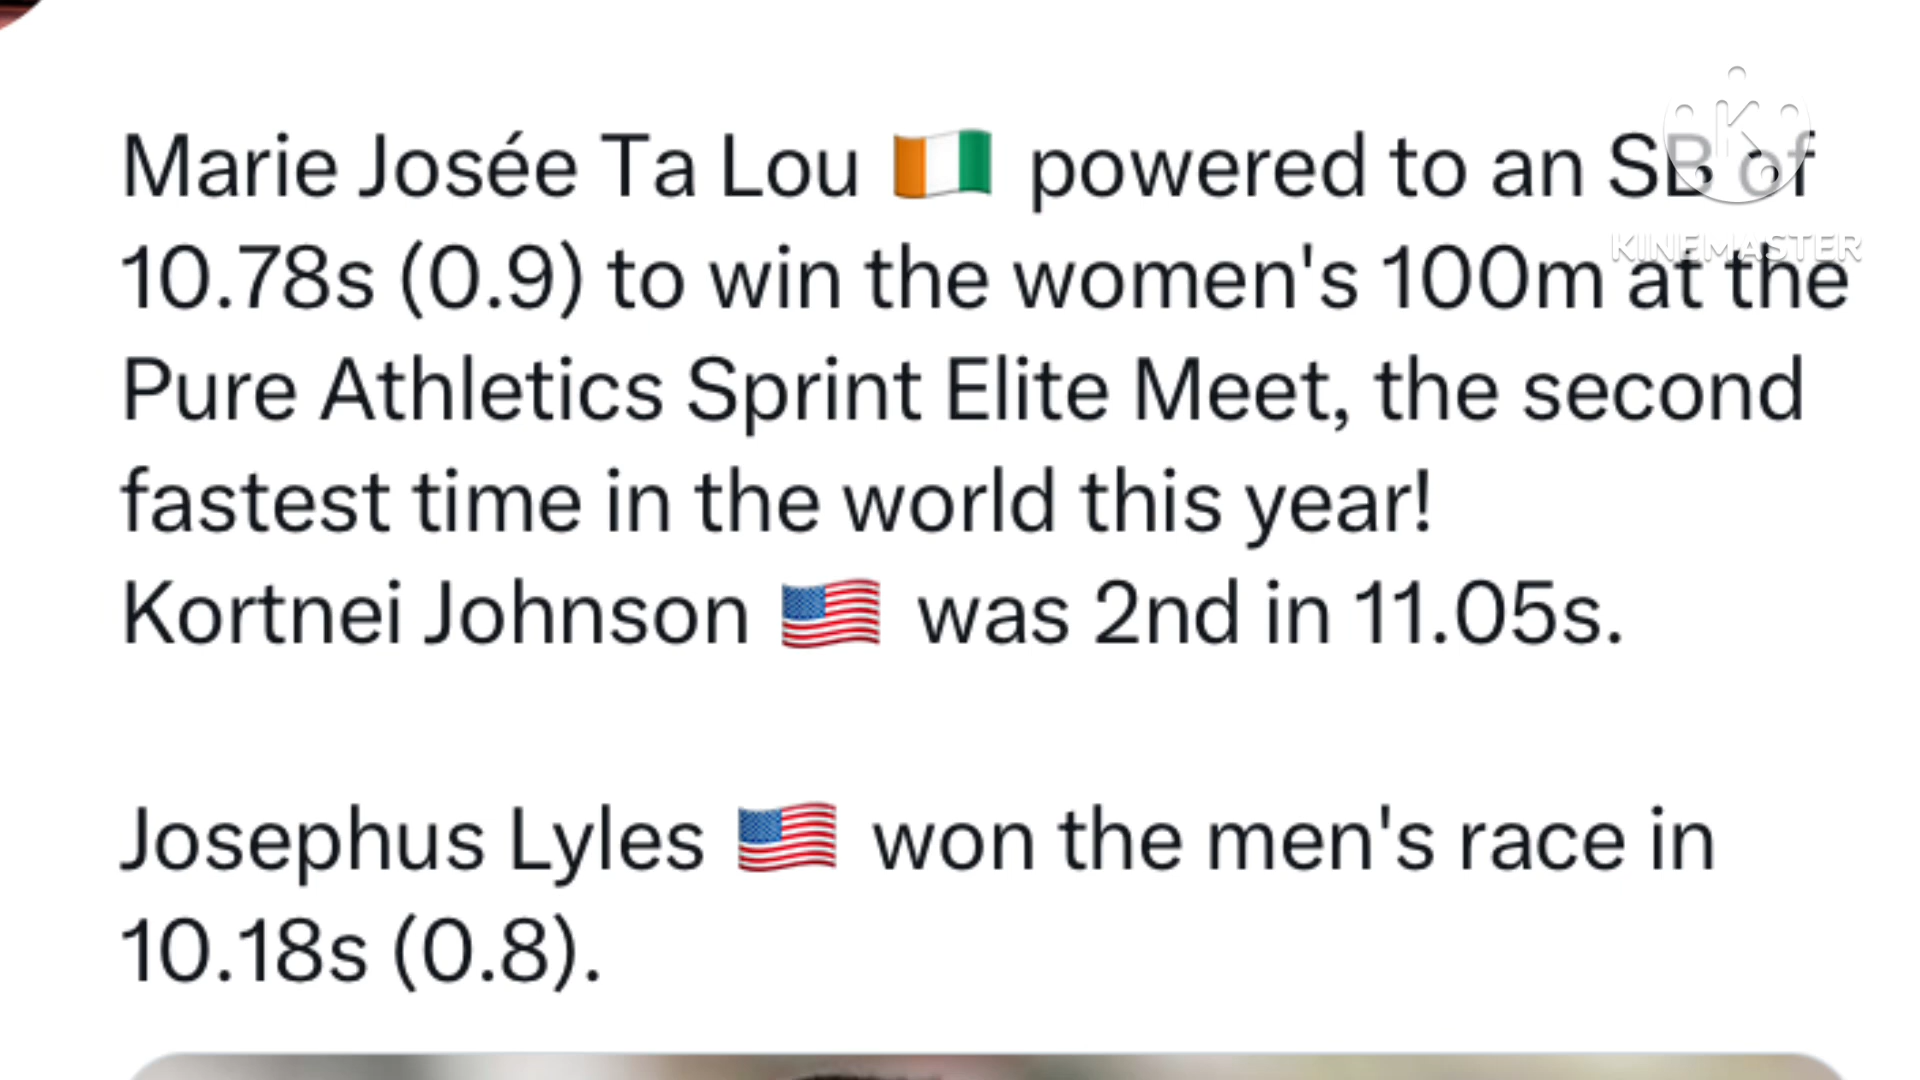 Marie Josée Ta Lou 🇨🇮 powered to an SB of
10.78s (0.9) to win the women's 100m at the
Pure Athletics Sprint Elite Meet, the second
fastest time in the world this year!
Kortnei Johnson 🇺🇸 was 2nd in 11.05s.
Josephus Lyles 🇺🇸 won the men's race in
10.18s (0.8).
K
KINEMASTER